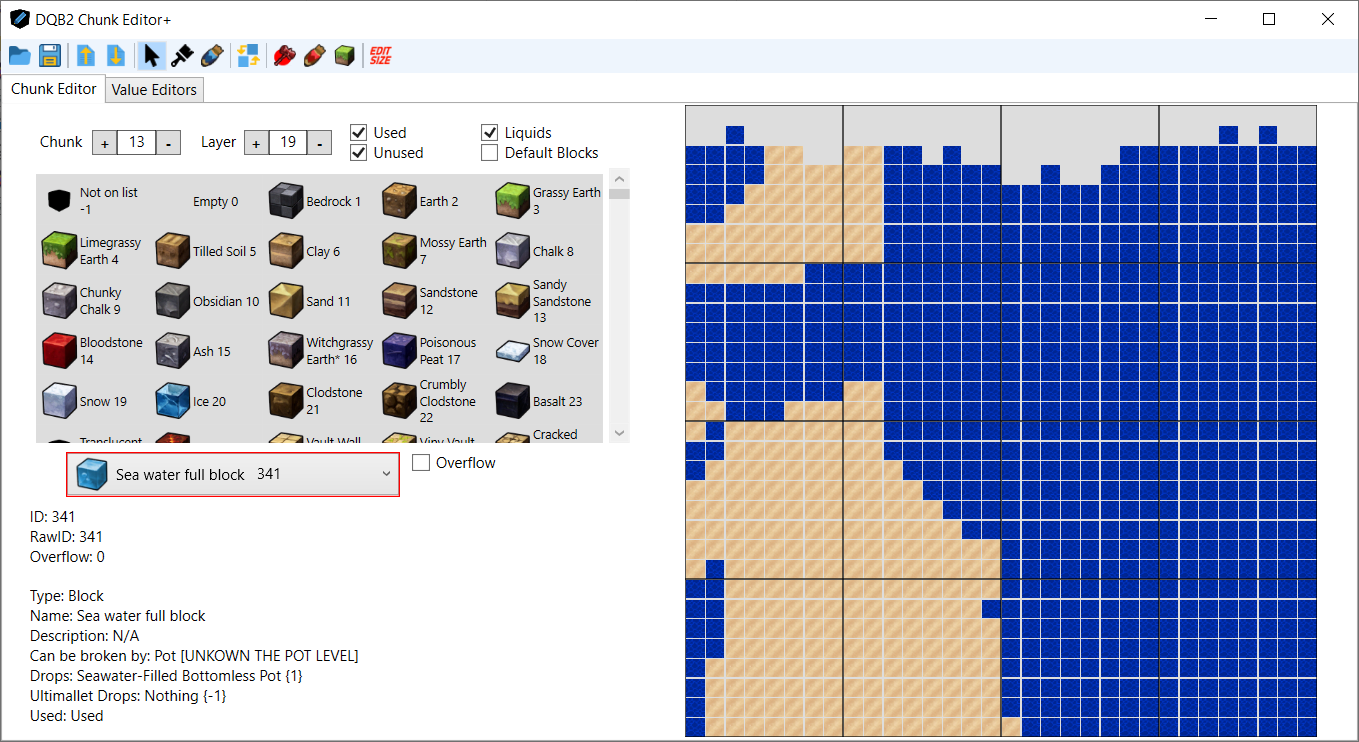 DQB2 Chunk Editor+
EDIT
SIZE
Chunk Editor
Value Editors
Chunk + 13 -
Layer + 19 -
Used
Unused
Liquids
Default Blocks
Not on list
-1
Empty 0
Bedrock 1
Earth 2
Grassy Earth
3
Limegrassy
Earth 4
Tilled Soil 5
Clay 6
Mossy Earth
7
Chalk 8
Chunky
Chalk 9
Obsidian 10
Sand 11
Sandstone
12
Sandy
Sandstone
13
Bloodstone
14
Ash 15
Witchgrassy
Earth* 16
Poisonous
Peat 17
Snow Cover
18
Snow 19
Ice 20
Clodstone
21
Crumbly
Clodstone
22
Basalt 23
Translucent
Vault Wall
Viny Vault
Cracked
Sea water full block 341
Overflow
ID: 341
RawID: 341
Overflow: 0
Type: Block
Name: Sea water full block
Description: N/A
Can be broken by: Pot [UNKOWN THE POT LEVEL]
Drops: Seawater-Filled Bottomless Pot {1}
Ultimallet Drops: Nothing {-1}
Used: Used